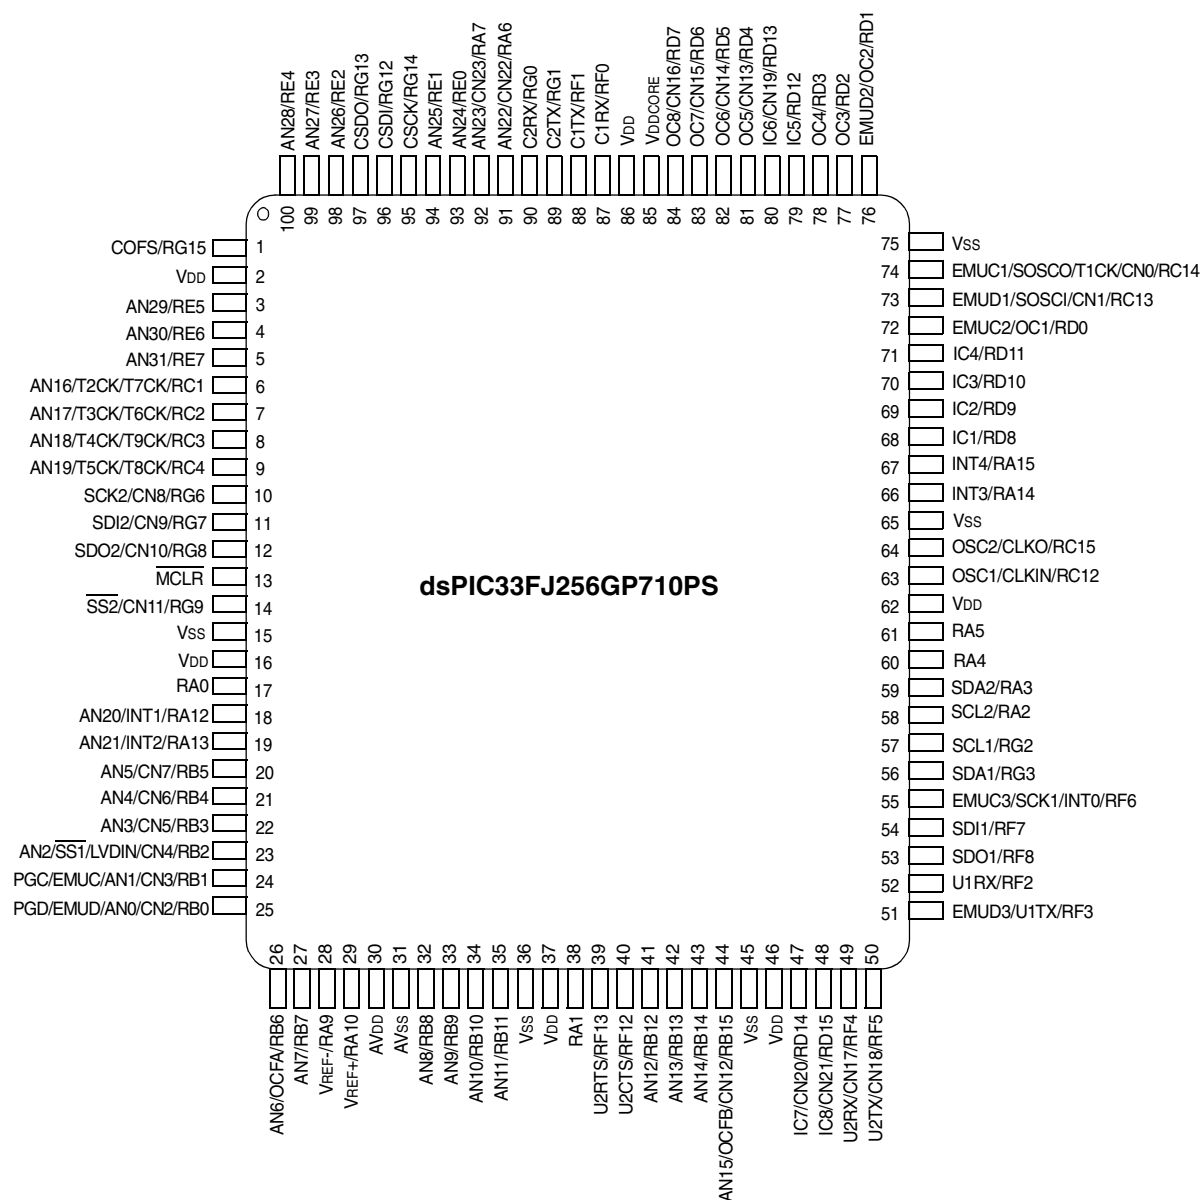 AN28/RE4
AN27/RE3
AN26/RE2
CSDO/RG13
CSDI/RG12
CSCK/RG14
AN25/RE1
AN24/RE0
AN23/CN23/RA7
AN22/CN22/RA6
C2RX/RG0
C2TX/RG1
C1TX/RF1
C1RX/RF0
VDD
VDDCORE
OC8/CN16/RD7
OC7/CN15/RD6
OC6/CN14/RD5
OC5/CN13/RD4
IC6/CN19/RD13
IC5/RD12
OC4/RD3
OC3/RD2
EMUD2/OC2/RD1
100
99
98
97
96
95
94
93
92
91
90
89
88
87
86
85
84
83
82
81
80
79
78
77
76
COFS/RG15 1
VDD 2
AN29/RE5 3
AN30/RE6 4
AN31/RE7 5
AN16/T2CK/T7CK/RC1 6
AN17/T3CK/T6CK/RC2 7
AN18/T4CK/T9CK/RC3 8
AN19/T5CK/T8CK/RC4 9
SCK2/CN8/RG6 10
SDI2/CN9/RG7 11
SDO2/CN10/RG8 12
MCLR 13
SS2/CN11/RG9 14
VSS 15
VDD 16
RA0 17
AN20/INT1/RA12 18
AN21/INT2/RA13 19
AN5/CN7/RB5 20
AN4/CN6/RB4 21
AN3/CN5/RB3 22
AN2/SS1/LVDIN/CN4/RB2 23
PGC/EMUC/AN1/CN3/RB1 24
PGD/EMUD/AN0/CN2/RB0 25
dsPIC33FJ256GP710PS
75 VSS
74 EMUC1/SOSCO/T1CK/CN0/RC14
73 EMUD1/SOSCI/CN1/RC13
72 EMUC2/OC1/RD0
71 IC4/RD11
70 IC3/RD10
69 IC2/RD9
68 IC1/RD8
67 INT4/RA15
66 INT3/RA14
65 VSS
64 OSC2/CLKO/RC15
63 OSC1/CLKIN/RC12
62 VDD
61 RA5
60 RA4
59 SDA2/RA3
58 SCL2/RA2
57 SCL1/RG2
56 SDA1/RG3
55 EMUC3/SCK1/INT0/RF6
54 SDI1/RF7
53 SDO1/RF8
52 U1RX/RF2
51 EMUD3/U1TX/RF3
26
27
28
29
30
31
32
33
34
35
36
37
38
39
40
41
42
43
44
45
46
47
48
49
50
AN6/OCFA/RB6
AN7/RB7
VREF-/RA9
VREF+/RA10
AVDD
AVSS
AN8/RB8
AN9/RB9
AN10/RB10
AN11/RB11
VSS
VDD
RA1
U2RTS/RF13
U2CTS/RF12
AN12/RB12
AN13/RB13
AN14/RB14
AN15/OCFB/CN12/RB15
VSS
VDD
IC7/CN20/RD14
IC8/CN21/RD15
U2RX/CN17/RF4
U2TX/CN18/RF5